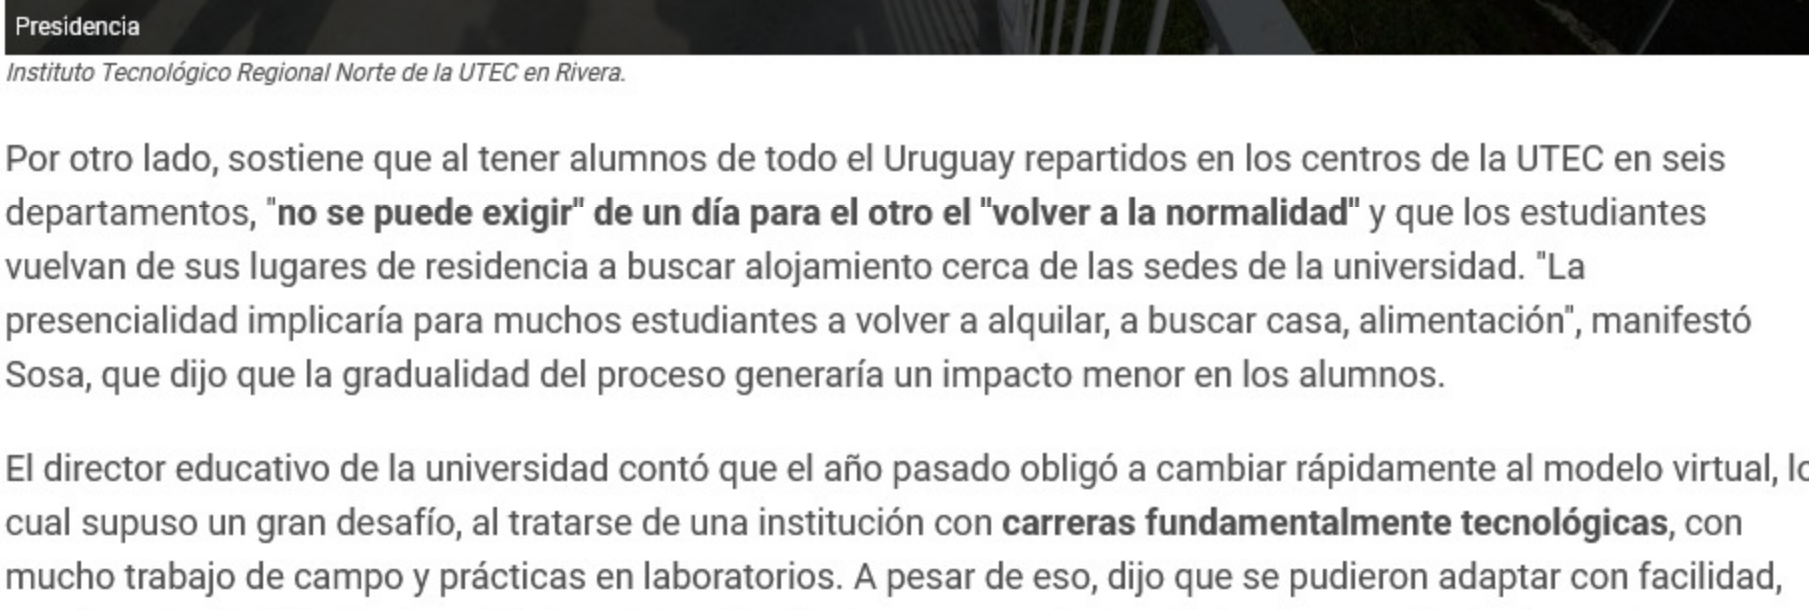 Presidencia
Instituto Tecnológico Regional Norte de la UTEC en Rivera.
Por otro lado, sostiene que al tener alumnos de todo el Uruguay repartidos en los centros de la UTEC en seis
departamentos, "no se puede exigir" de un día para el otro el "volver a la normalidad" y que los estudiantes
vuelvan de sus lugares de residencia a buscar alojamiento cerca de las sedes de la universidad. "La
presencialidad implicaría para muchos estudiantes a volver a alquilar, a buscar casa, alimentación", manifestó
Sosa, que dijo que la gradualidad del proceso generaría un impacto menor en los alumnos.
El director educativo de la universidad contó que el año pasado obligó a cambiar rápidamente al modelo virtual, lo
cual supuso un gran desafío, al tratarse de una institución con carreras fundamentalmente tecnológicas, con
mucho trabajo de campo y prácticas en laboratorios. A pesar de eso, dijo que se pudieron adaptar con facilidad,